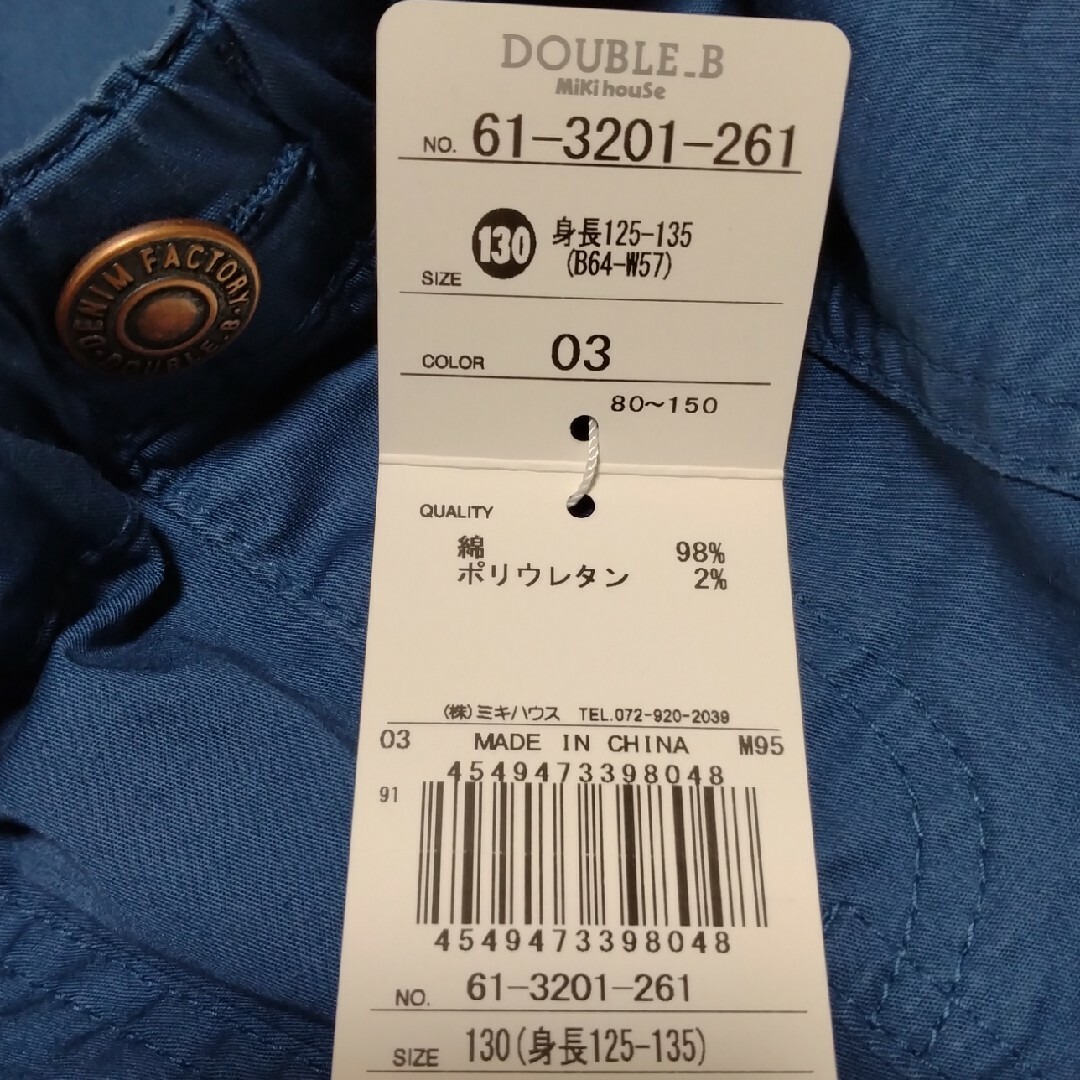 DOUBLE_B
MiKi houSe
NO. 61-3201-261
SIZE 130 身長125-135
(B64-W57)
COLOR 03
80~150
QUALITY
綿 98%
ポリウレタン 2%
(株)ミキハウス TEL.072-920-2039
03 MADE IN CHINA M95
4549473398048
91
4549473398048
NO. 61-3201-261
SIZE 130(身長125-135)
DENIM FACTORY・B
・DOUBLE.B